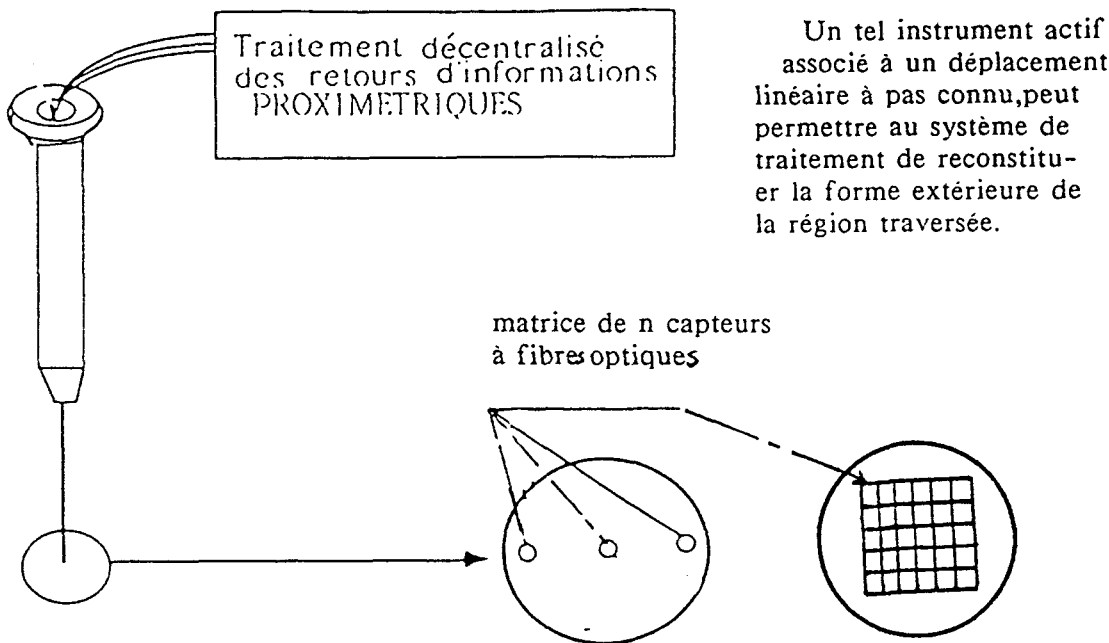 Traitement décentralisé
des retours d'informations
PROXIMETRIQUES
Un tel instrument actif
associé à un déplacement
linéaire à pas connu,peut
permettre au système de
traitement de reconstitu-
er la forme extérieure de
la région traversée.
matrice de n capteurs
à fibres optiques